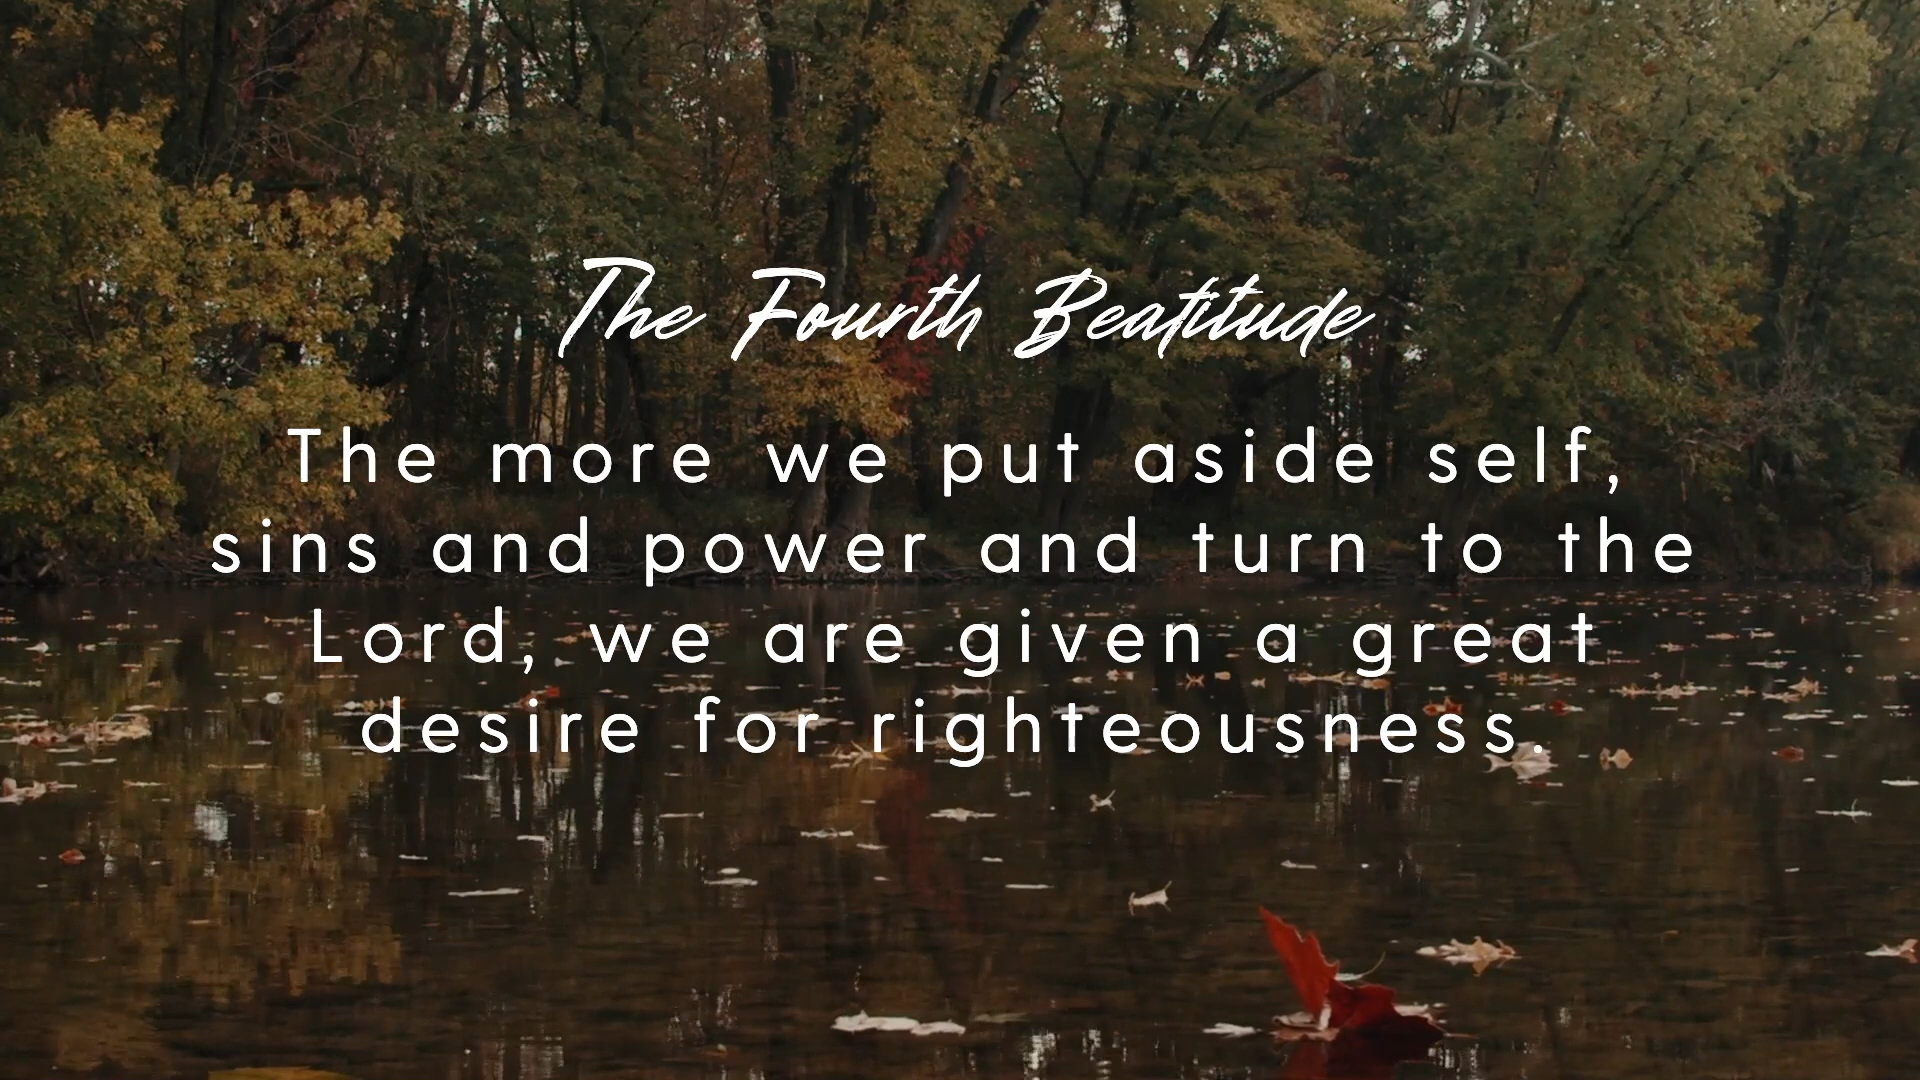 The Fourth Beatitude
The more we put aside self,
sins and power and turn to the
Lord, we are given a great
desire for righteousness.